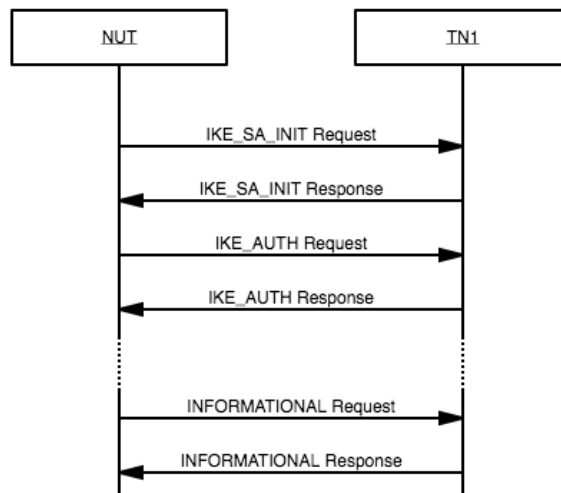 NUT
TN1
IKE_SA_INIT Request
IKE_SA_INIT Response
IKE_AUTH Request
IKE_AUTH Response
INFORMATIONAL Request
INFORMATIONAL Response